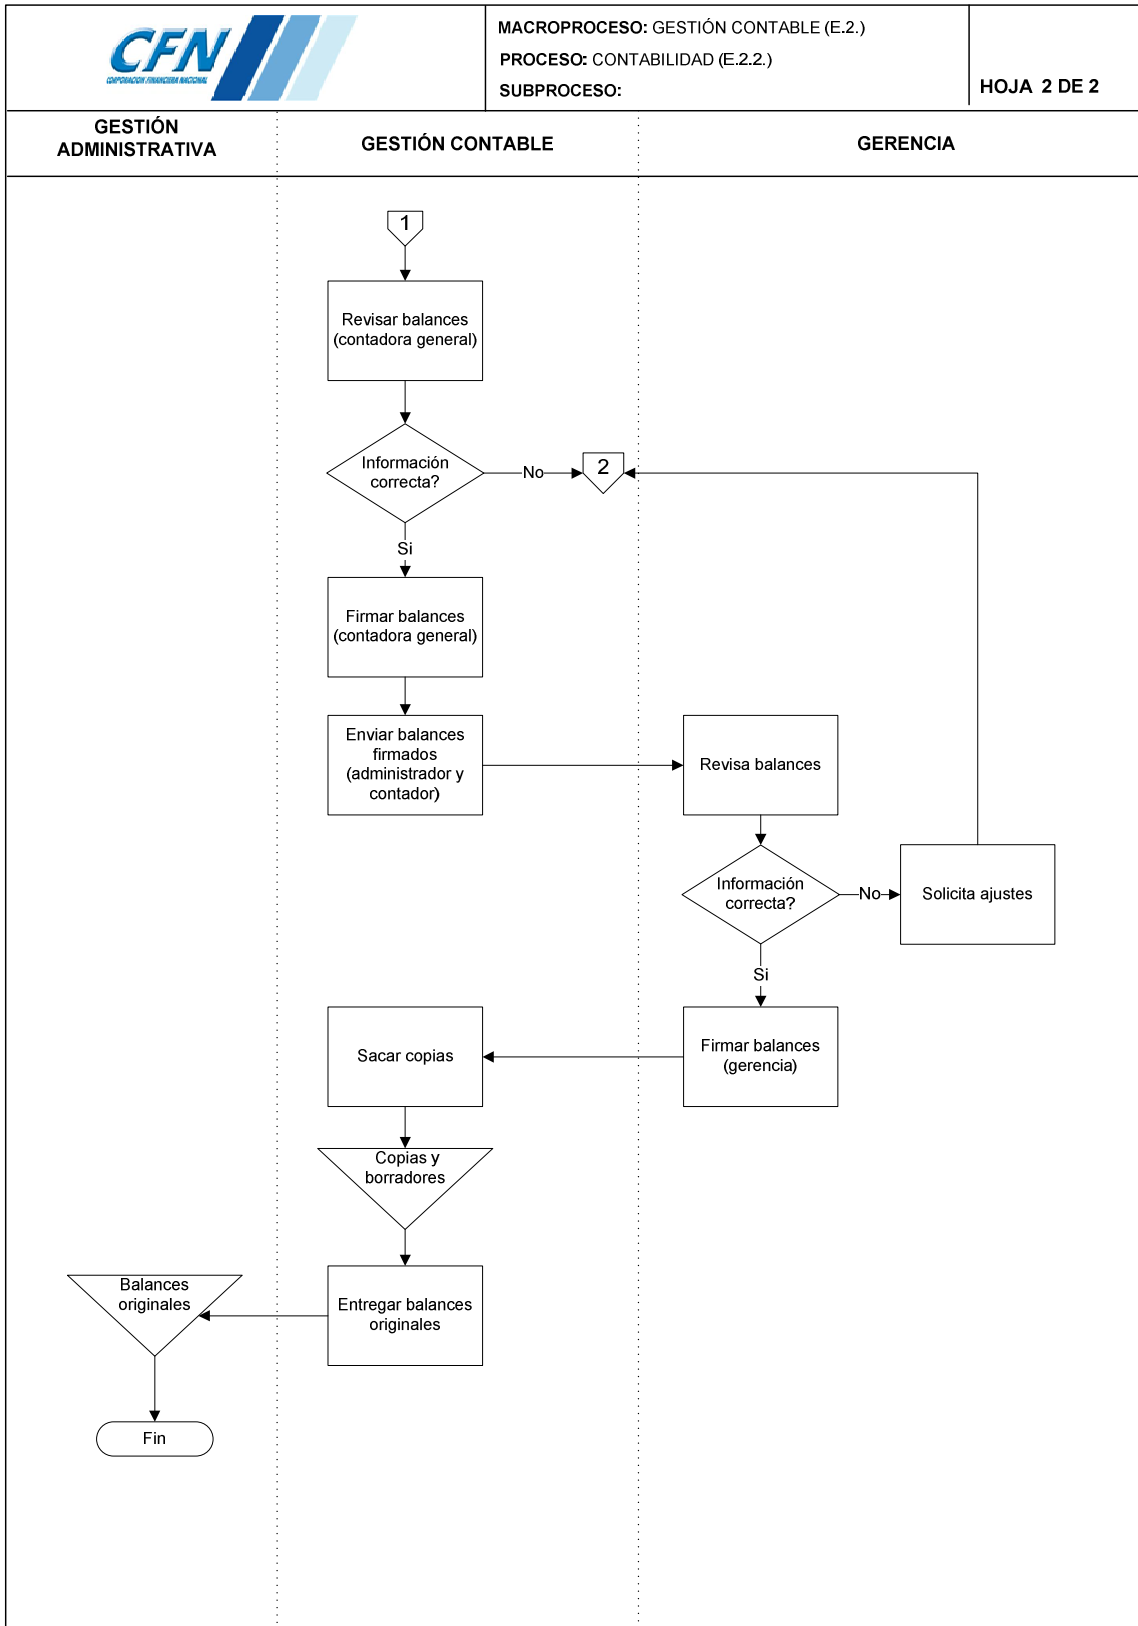 CFN
CORPORACION FINANCIERA NACIONAL
MACROPROCESO: GESTIÓN CONTABLE (E.2.)
PROCESO: CONTABILIDAD (E.2.2.)
SUBPROCESO:
HOJA 2 DE 2
GESTIÓN
ADMINISTRATIVA
GESTIÓN CONTABLE
GERENCIA
1
Revisar balances
(contadora general)
Información
correcta?
No
2
Si
Firmar balances
(contadora general)
Enviar balances
firmados
(administrador y
contador)
Revisa balances
Información
correcta?
No
Solicita ajustes
Si
Firmar balances
(gerencia)
Sacar copias
Copias y
borradores
Entregar balances
originales
Balances
originales
Fin